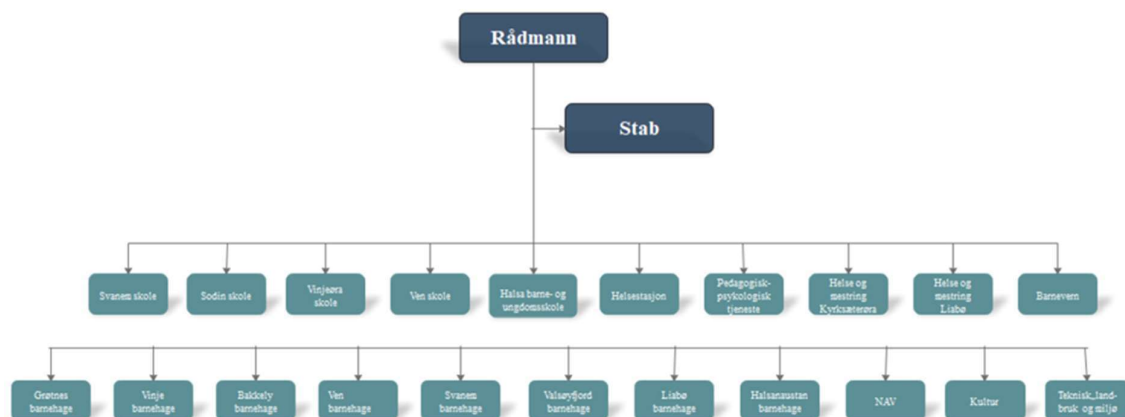 Rådmann
Stab
Svanem skole
Sodin skole
Vinjeøra
skole
Ven skole
Halsa barne- og
ungdomsskole
Helsestasjon
Pedagogisk-
psykologisk
tjeneste
Helse og
mestring
Kyrksæterøra
Helse og
mestring
Liabø
Barnevern
Grøtnes
barnehage
Vinje
barnehage
Bakkely
barnehage
Ven
barnehage
Svanem
barnehage
Valsøyfjord
barnehage
Liabø
barnehage
Halsanaustan
barnehage
NAV
Kultur
Teknisk,land-
bruk og miljø